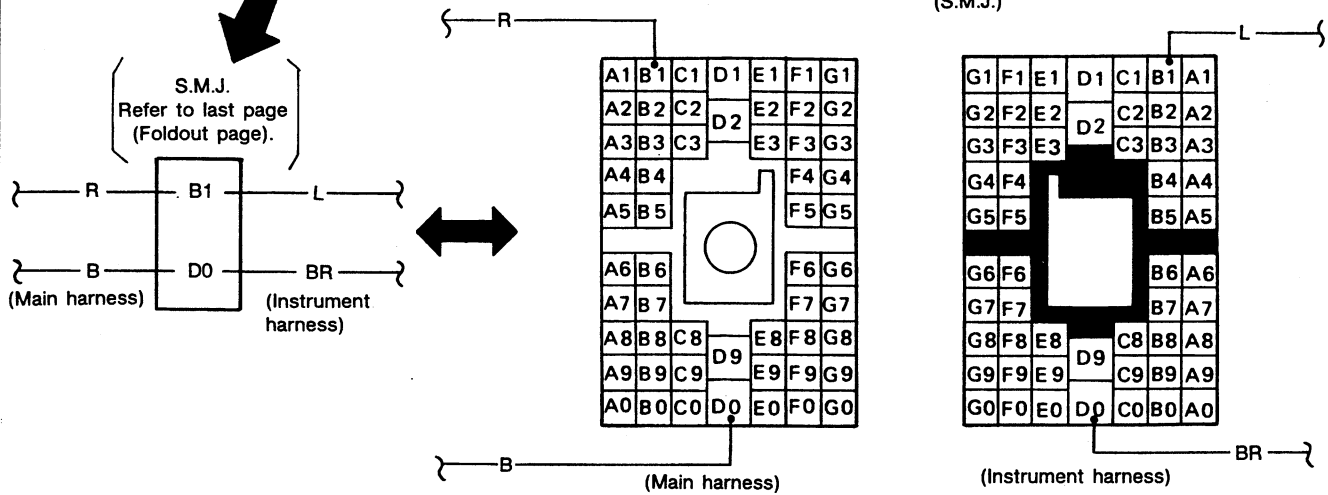 (S.M.J.)
S.M.J.
Refer to last page
(Foldout page).
R B1 L
B D0 BR
(Main harness) (Instrument
harness)
R
A1 B1 C1 D1 E1 F1 G1
A2 B2 C2 D2 E2 F2 G2
A3 B3 C3 E3 F3 G3
A4 B4 F4 G4
A5 B5 F5 G5
A6 B6 F6 G6
A7 B7 F7 G7
A8 B8 C8 E8 F8 G8
A9 B9 C9 D9 E9 F9 G9
A0 B0 C0 D0 E0 F0 G0
B
(Main harness)
L
G1 F1 E1 D1 C1 B1 A1
G2 F2 E2 D2 C2 B2 A2
G3 F3 E3 C3 B3 A3
G4 F4 B4 A4
G5 F5 B5 A5
G6 F6 B6 A6
G7 F7 B7 A7
G8 F8 E8 C8 B8 A8
G9 F9 E9 D9 C9 B9 A9
G0 F0 E0 D0 C0 B0 A0
BR
(Instrument harness)